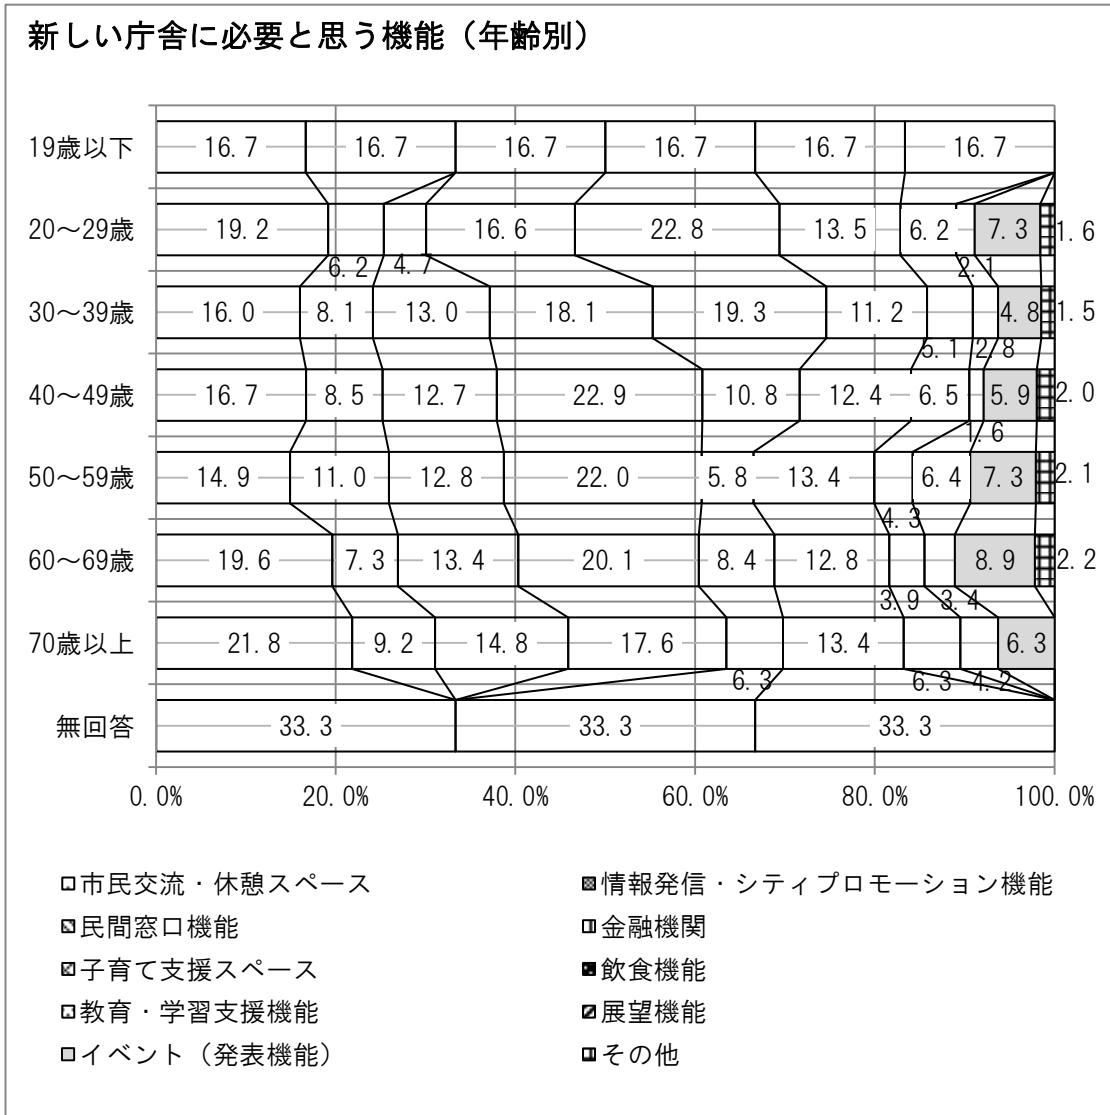 新しい庁舎に必要と思う機能（年齢別）
19歳以下 16.7 16.7 16.7 16.7 16.7 16.7
20～29歳 19.2 16.6 22.8 13.5 6.2 7.3 1.6
6.2 4.7 2.1
30～39歳 16.0 8.1 13.0 18.1 19.3 11.2 4.8 1.5
5.1 2.8
40～49歳 16.7 8.5 12.7 22.9 10.8 12.4 6.5 5.9 2.0
1.6
50～59歳 14.9 11.0 12.8 22.0 5.8 13.4 6.4 7.3 2.1
4.3
60～69歳 19.6 7.3 13.4 20.1 8.4 12.8 8.9 2.2
3.9 3.4
70歳以上 21.8 9.2 14.8 17.6 13.4 6.3
6.3 6.3 4.2
無回答 33.3 33.3 33.3
0.0% 20.0% 40.0% 60.0% 80.0% 100.0%
市民交流・休憩スペース 情報発信・シティプロモーション機能
民間窓口機能 金融機関
子育て支援スペース 飲食機能
教育・学習支援機能 展望機能
イベント（発表機能） その他